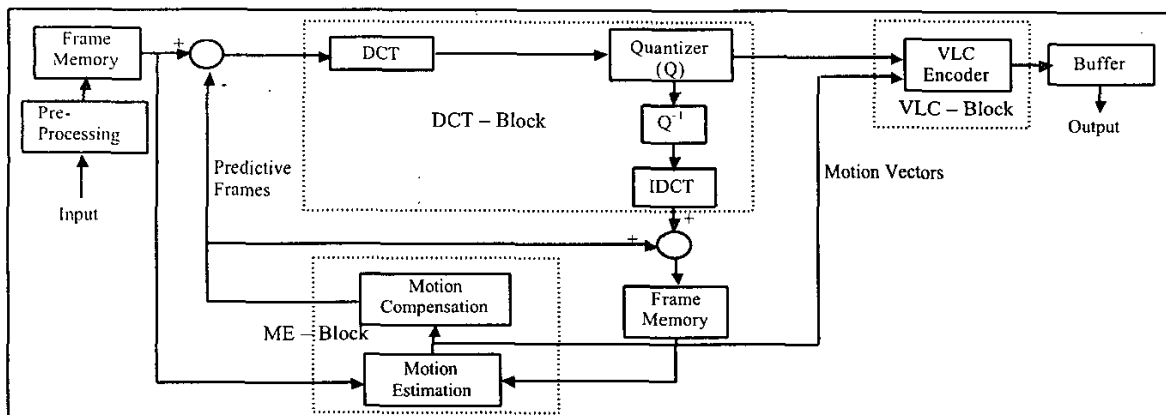 Frame
Memory
+
-
DCT
Quantizer
(Q)
VLC
Encoder
Buffer
Pre-
Processing
DCT – Block
Q⁻¹
VLC – Block
Output
Predictive
Frames
IDCT
Motion Vectors
Input
+
+
Motion
Compensation
Frame
Memory
ME – Block
Motion
Estimation